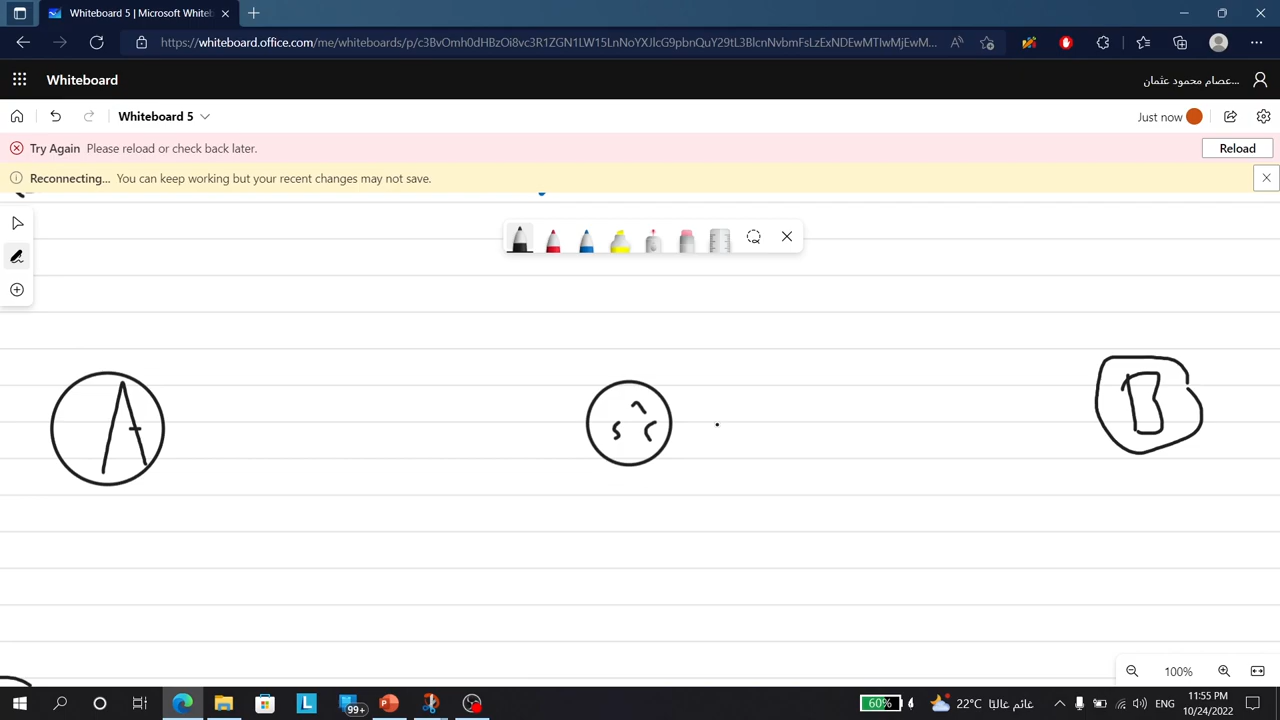 Whiteboard 5 | Microsoft White
https://whiteboard.office.com/me/whiteboards/p/c3BvOmh0dHBzOi8vc3R1ZGN1LW15LnNoYXJlcG9pbnQuY29tL3BlcnNvbmFsLzExNDEwMTIwMjEwM...
Whiteboard
عصام محمود عثمان...
Whiteboard 5
Just now
Try Again Please reload or check back later.
Reload
Reconnecting... You can keep working but your recent changes may not save.
A
B
100%
99+
60%
22°C غائم غالبًا
11:55 PM
10/24/2022